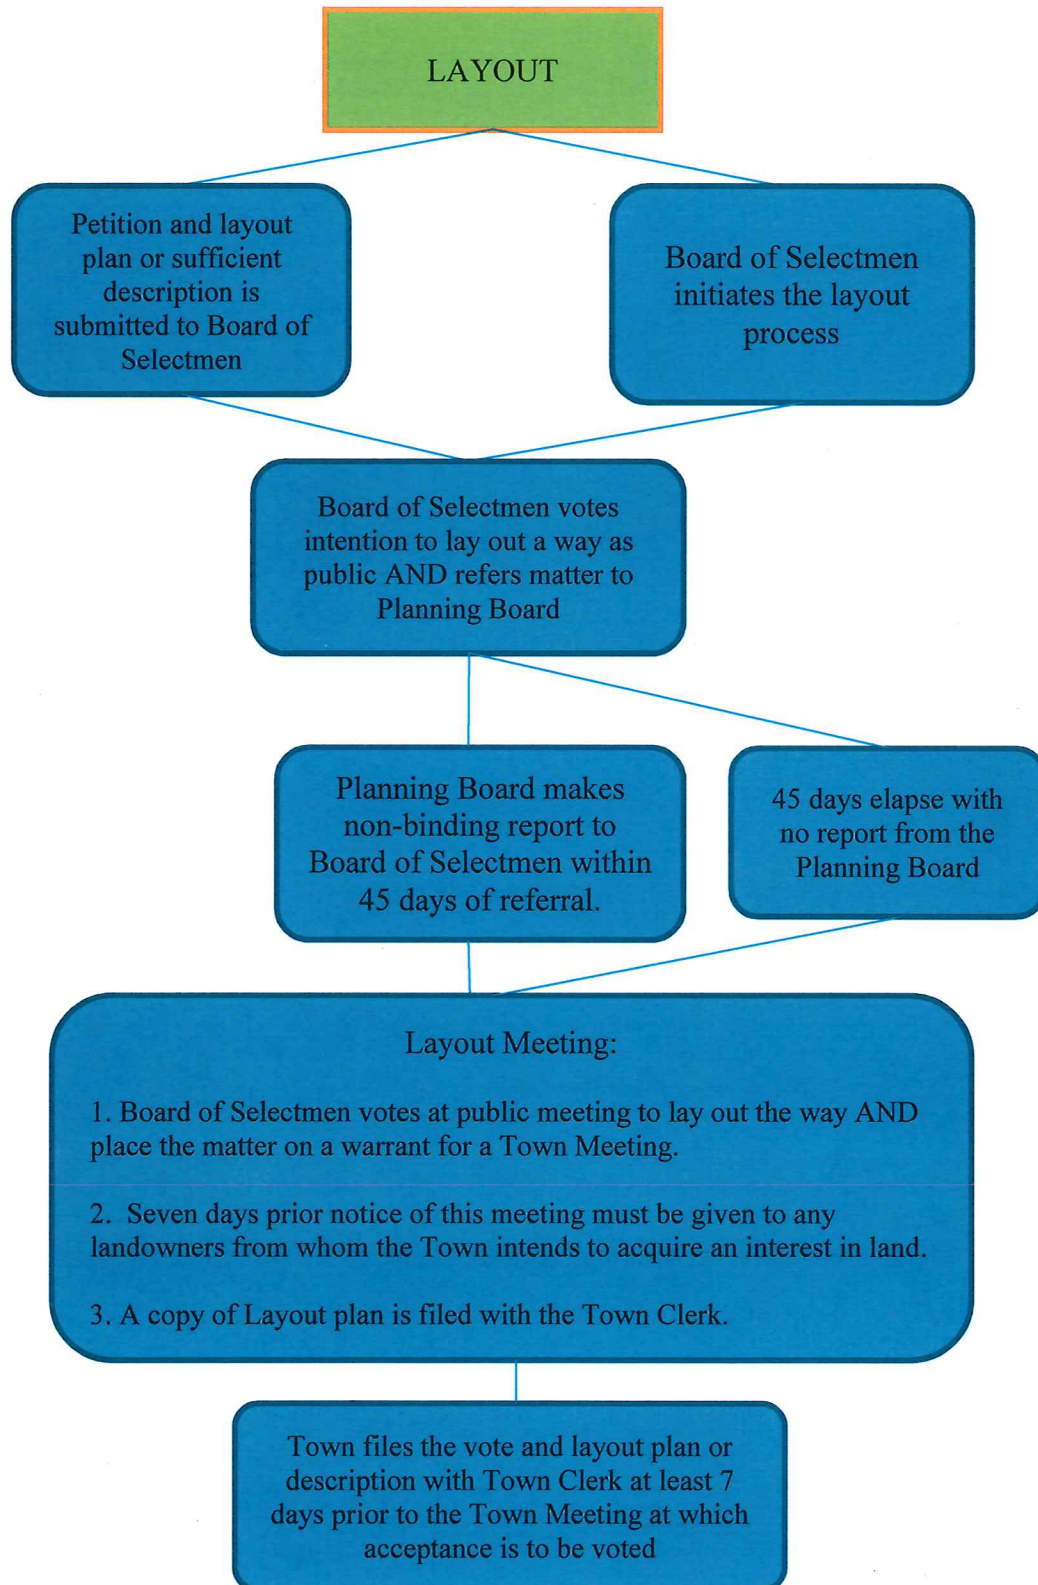 LAYOUT
Petition and layout
plan or sufficient
description is
submitted to Board of
Selectmen
Board of Selectmen
initiates the layout
process
Board of Selectmen votes
intention to lay out a way as
public AND refers matter to
Planning Board
Planning Board makes
non-binding report to
Board of Selectmen within
45 days of referral.
45 days elapse with
no report from the
Planning Board
Layout Meeting:
1. Board of Selectmen votes at public meeting to lay out the way AND
place the matter on a warrant for a Town Meeting.
2. Seven days prior notice of this meeting must be given to any
landowners from whom the Town intends to acquire an interest in land.
3. A copy of Layout plan is filed with the Town Clerk.
Town files the vote and layout plan or
description with Town Clerk at least 7
days prior to the Town Meeting at which
acceptance is to be voted